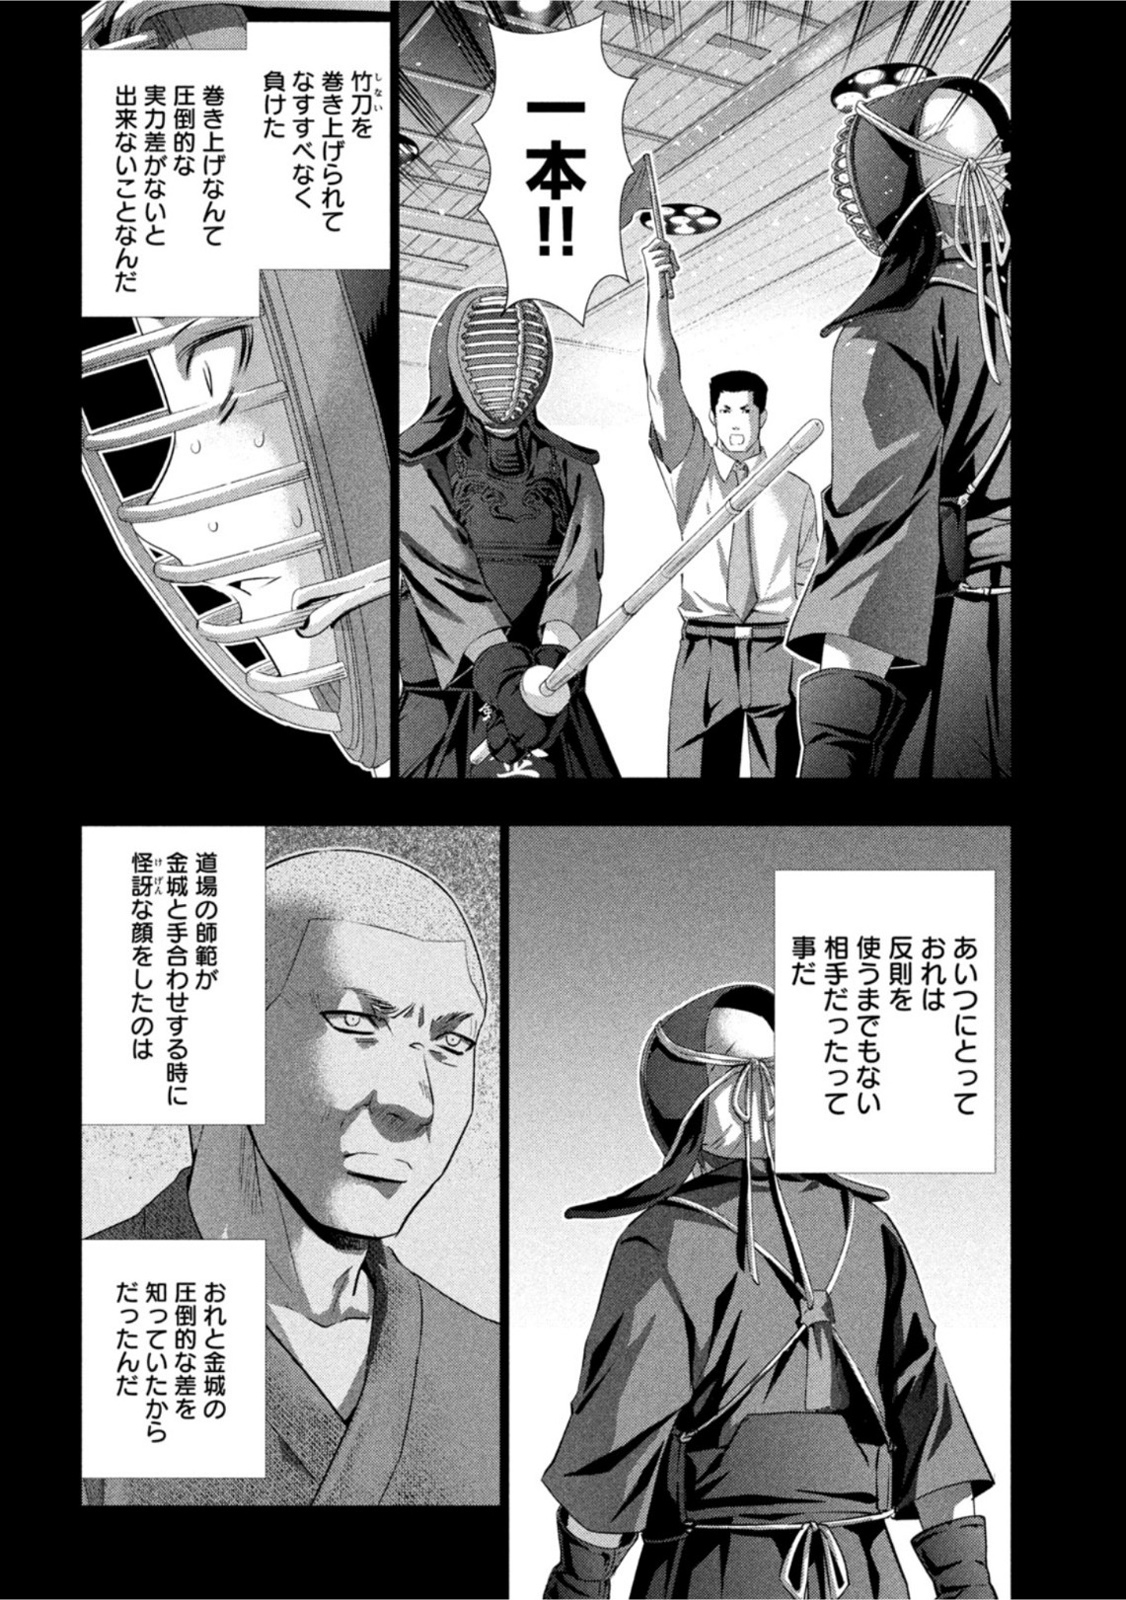 一本!!
竹刀を
しない
巻き上げられて
なすすべなく
負けた
巻き上げなんて
圧倒的な
実力差がないと
出来ないことなんだ
あいつにとって
おれは
反則を
使うまでもない
相手だったって
事だ
道場の師範が
金城と手合わせする時に
怪訝な顔をしたのは
けげん
おれと金城の
圧倒的な差を
知っていたから
だったんだ